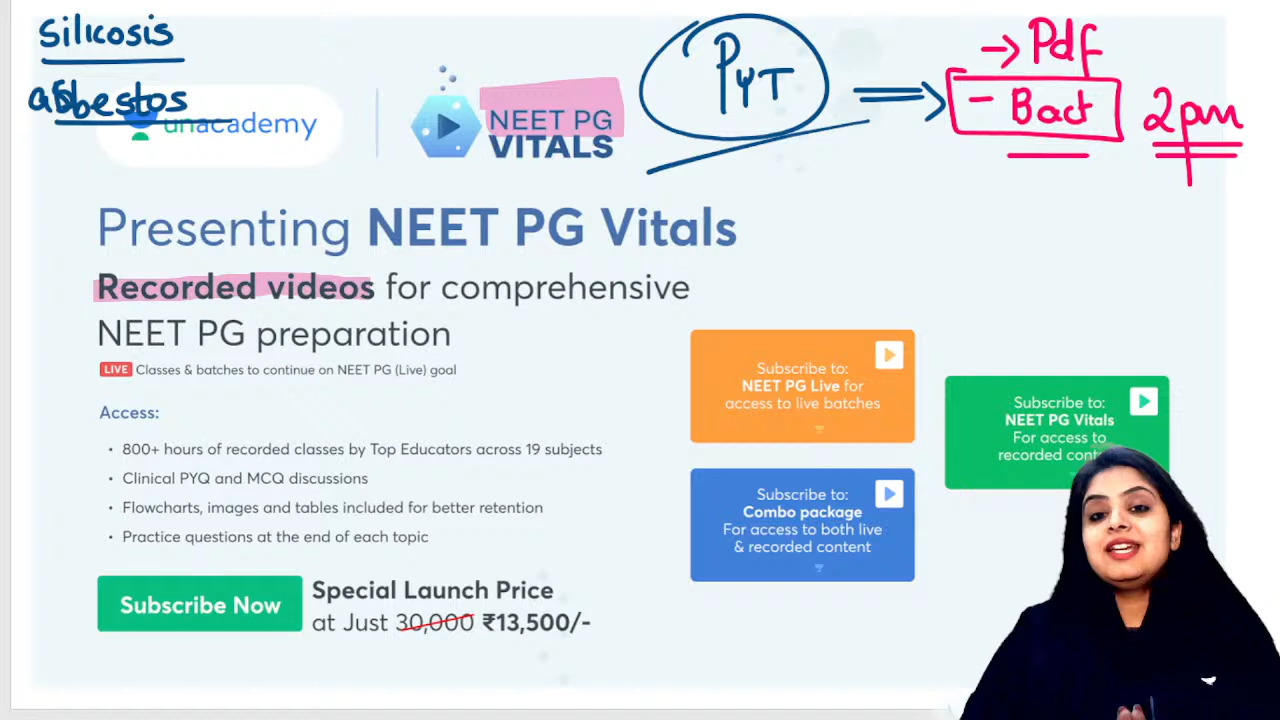 Silicosis
asbestos
unacademy
NEET PG
VITALS
PYT
→ Pdf
- Bact
2pm
Presenting NEET PG Vitals
Recorded videos for comprehensive
NEET PG preparation
LIVE Classes & batches to continue on NEET PG (Live) goal
Access:
• 800+ hours of recorded classes by Top Educators across 19 subjects
• Clinical PYQ and MCQ discussions
• Flowcharts, images and tables included for better retention
• Practice questions at the end of each topic
Subscribe Now
Special Launch Price
at Just 30,000 ₹13,500/-
Subscribe to:
NEET PG Live for
access to live batches
Subscribe to:
Combo package
For access to both live
& recorded content
Subscribe to:
NEET PG Vitals
For access to
recorded